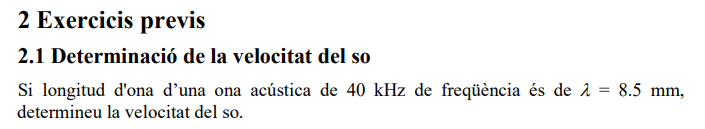 2 Exercicis previs
2.1 Determinació de la velocitat del so
Si longitud d'ona d’una ona acústica de 40 kHz de freqüència és de λ = 8.5 mm,
determineu la velocitat del so.